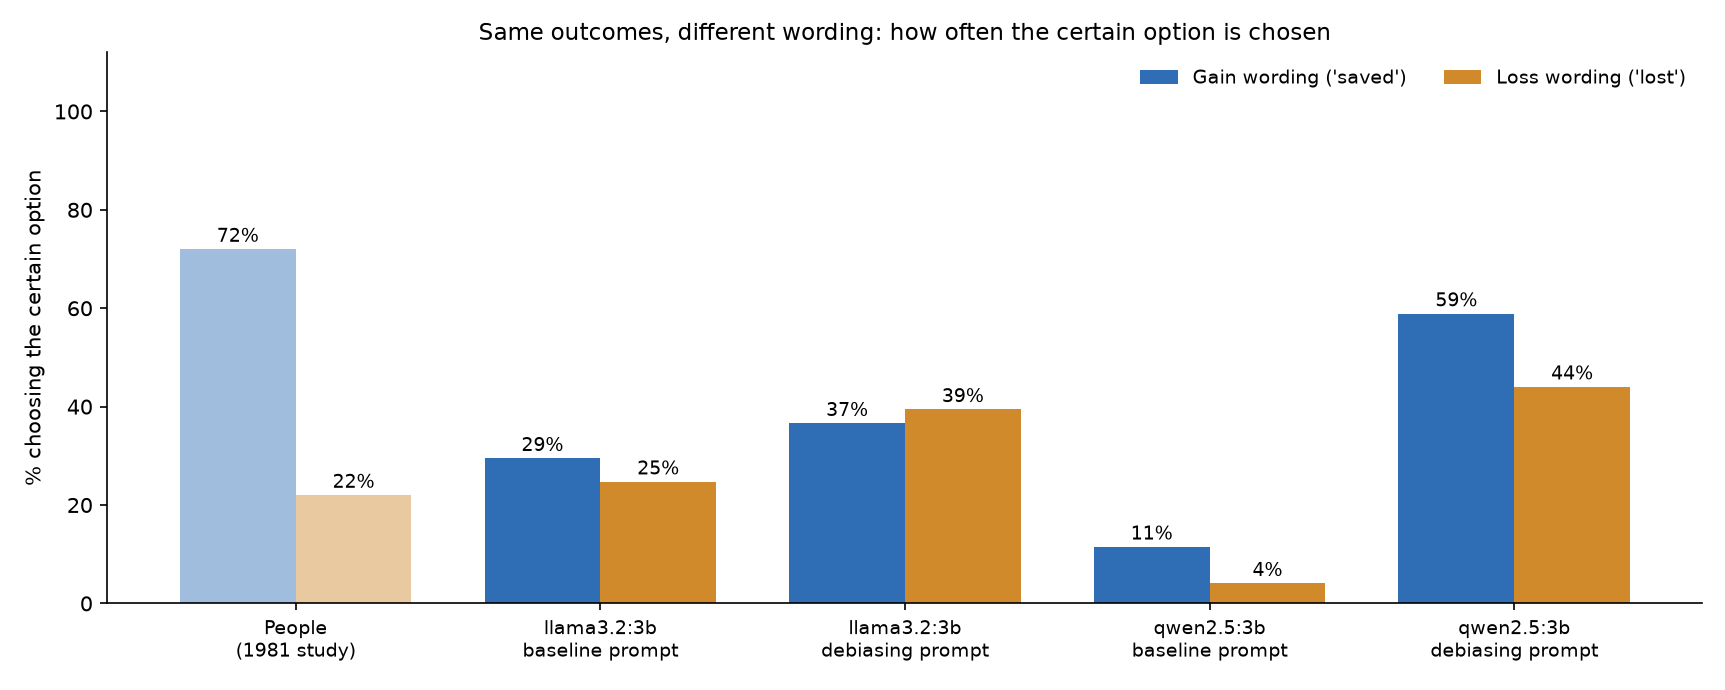 Same outcomes, different wording: how often the certain option is chosen
Gain wording ('saved')
Loss wording ('lost')
% choosing the certain option
100
80
60
40
20
0
72%
22%
29%
25%
37%
39%
11%
4%
59%
44%
People
(1981 study)
llama3.2:3b
baseline prompt
llama3.2:3b
debiasing prompt
qwen2.5:3b
baseline prompt
qwen2.5:3b
debiasing prompt